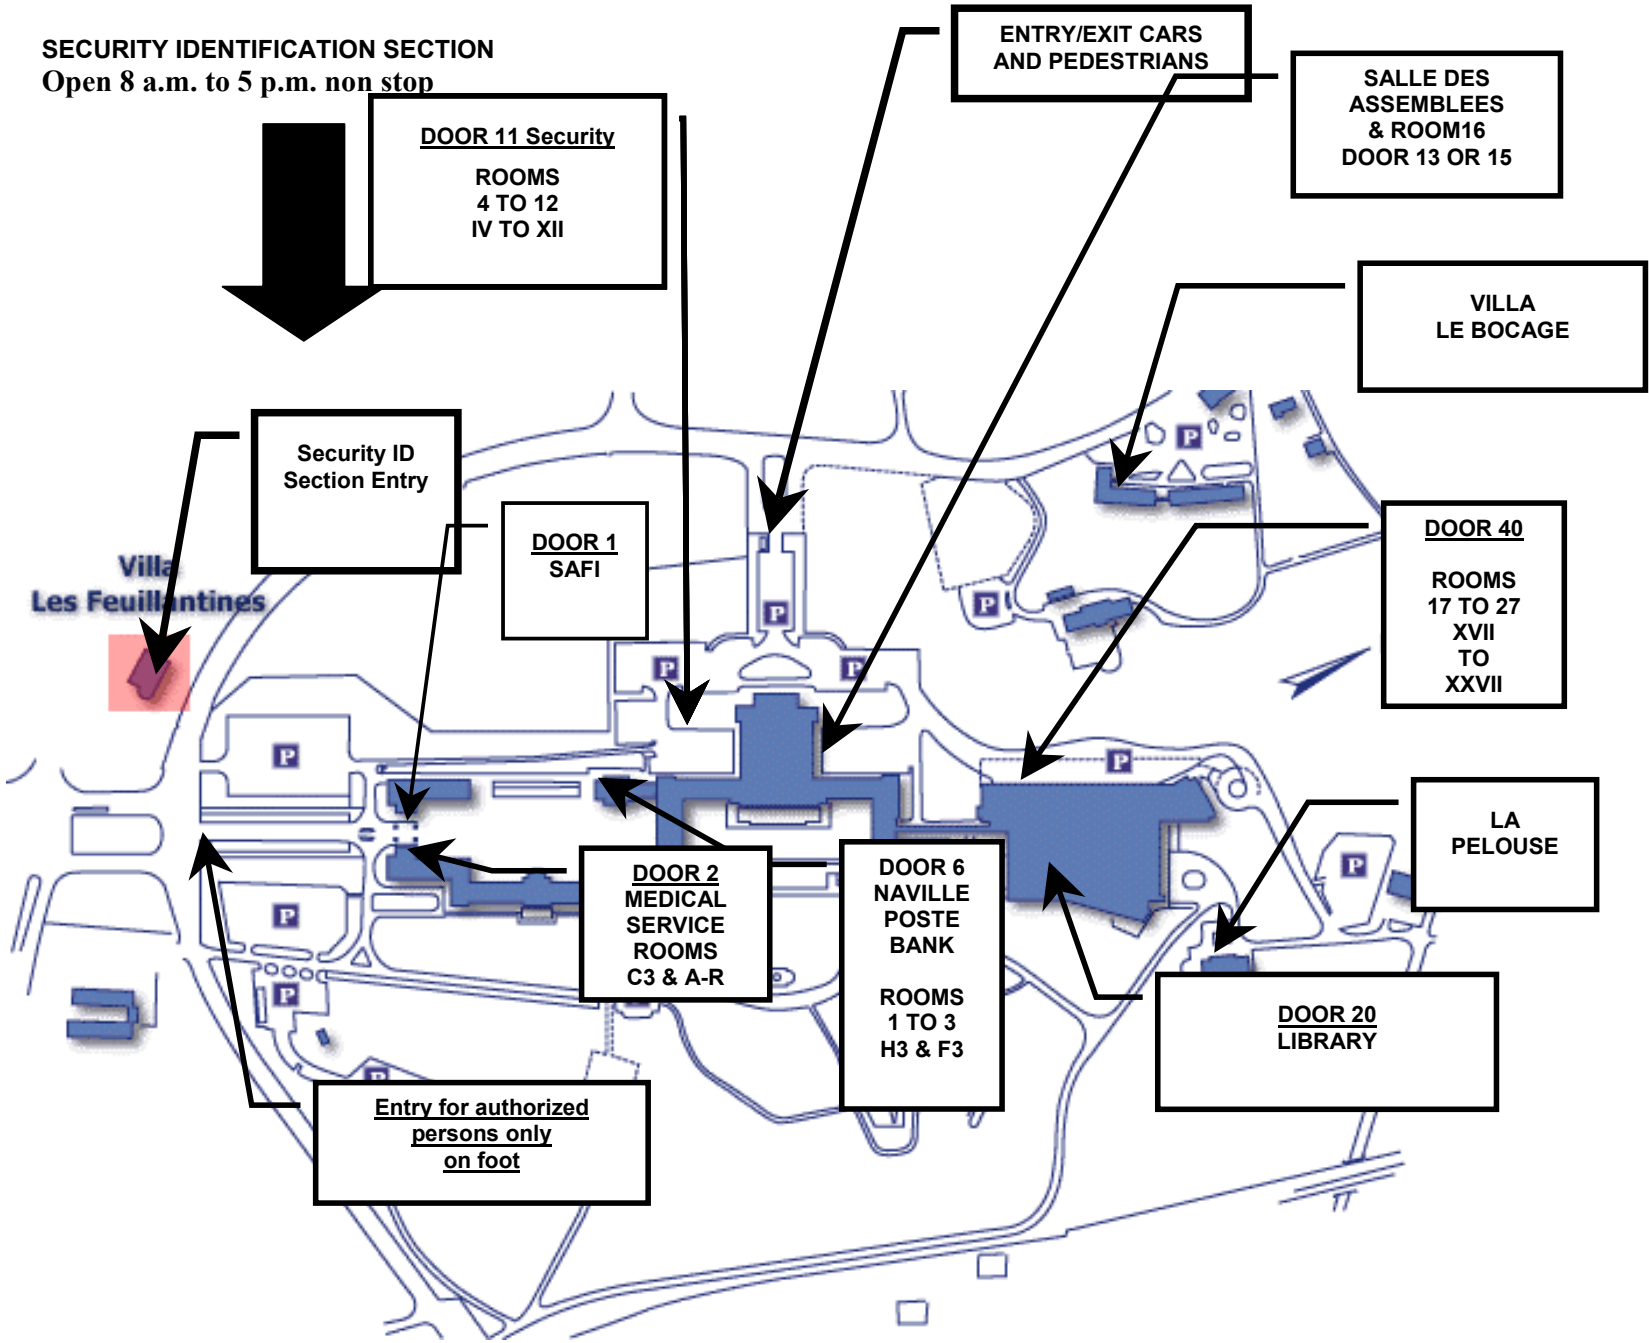 SECURITY IDENTIFICATION SECTION
Open 8 a.m. to 5 p.m. non stop
ENTRY/EXIT CARS
AND PEDESTRIANS
SALLE DES
ASSEMBLEES
& ROOM16
DOOR 13 OR 15
DOOR 11 Security
ROOMS
4 TO 12
IV TO XII
VILLA
LE BOCAGE
Security ID
Section Entry
DOOR 1
SAFI
DOOR 40
ROOMS
17 TO 27
XVII
TO
XXVII
Villa
Les Feuillantines
P
P
P
P
P
P
P
P
P
P
P
LA
PELOUSE
DOOR 2
MEDICAL
SERVICE
ROOMS
C3 & A-R
DOOR 6
NAVILLE
POSTE
BANK
ROOMS
1 TO 3
H3 & F3
DOOR 20
LIBRARY
Entry for authorized
persons only
on foot